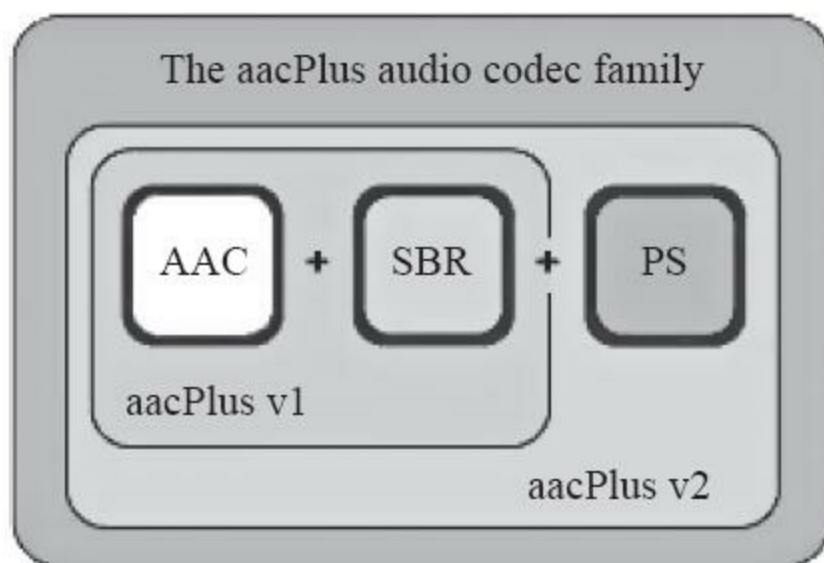 The aacPlus audio codec family
AAC + SBR + PS
aacPlus v1
aacPlus v2